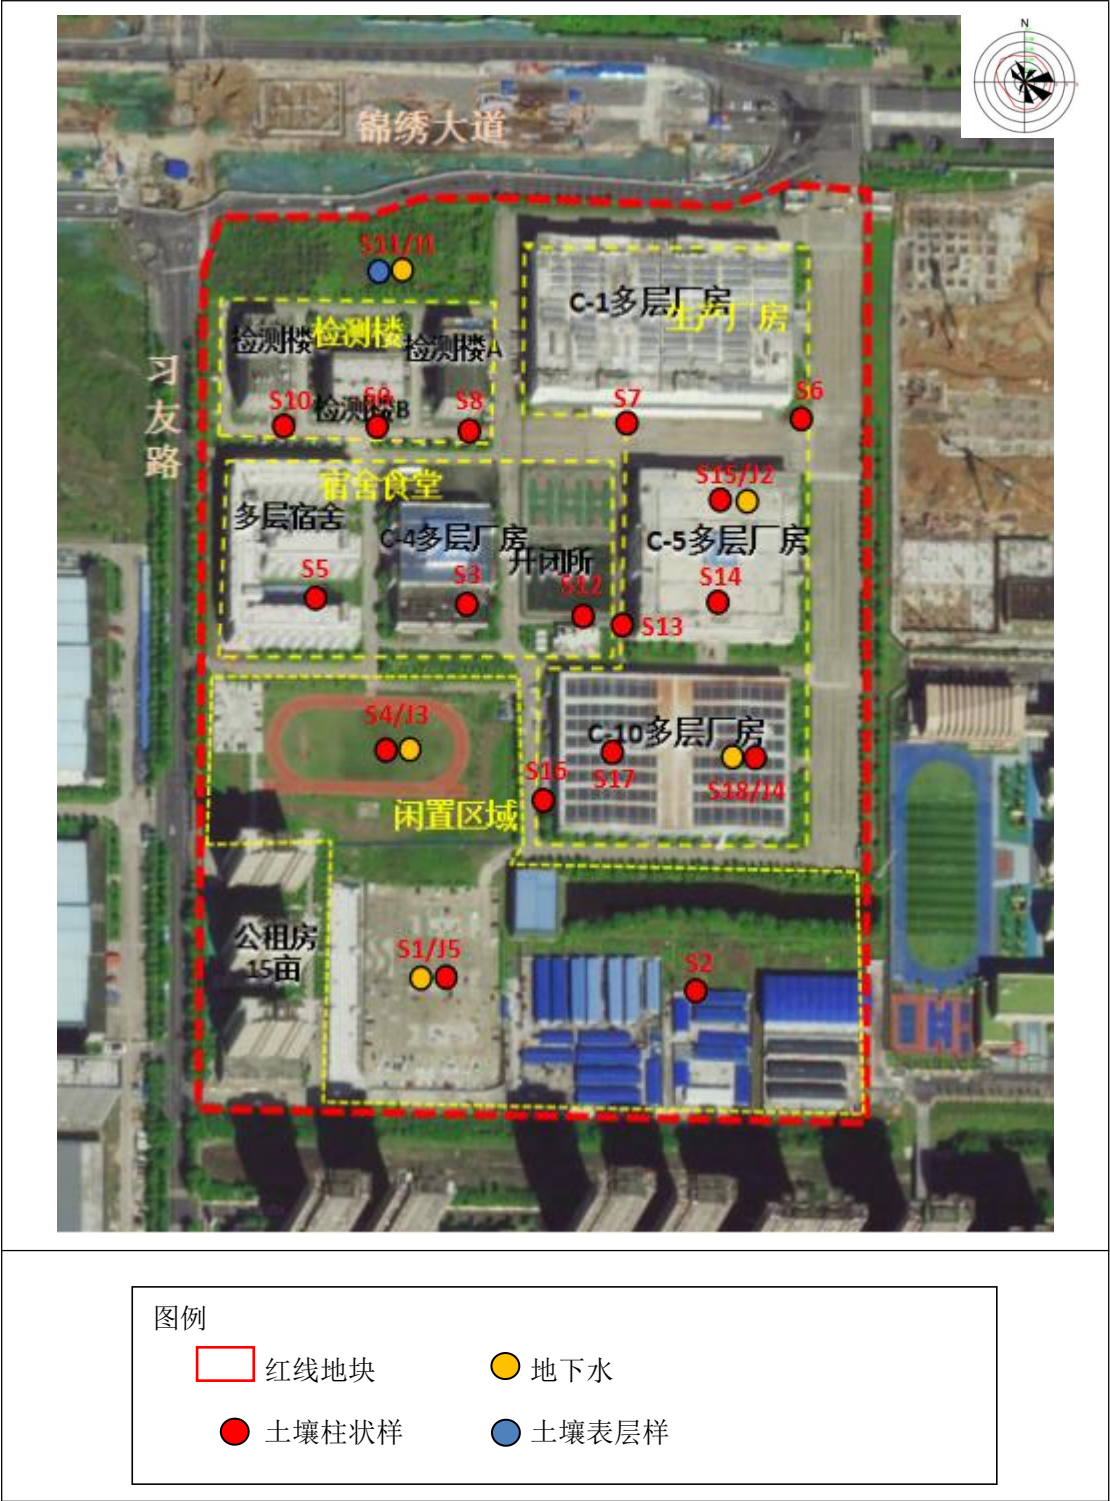 N
锦绣大道
S11/J1
C-1多层厂房
生产厂房
检测楼
检测楼
检测楼A
习友路
S10
检测楼B
S9
S8
S7
S6
宿舍食堂
多层宿舍
C-4多层厂房
开闭所
S15/J2
C-5多层厂房
S5
S3
S12
S14
S13
S4/J3
C-10多层厂房
S16
S17
S18/J4
闲置区域
公租房
15亩
S1/J5
S2
图例
红线地块
地下水
土壤柱状样
土壤表层样